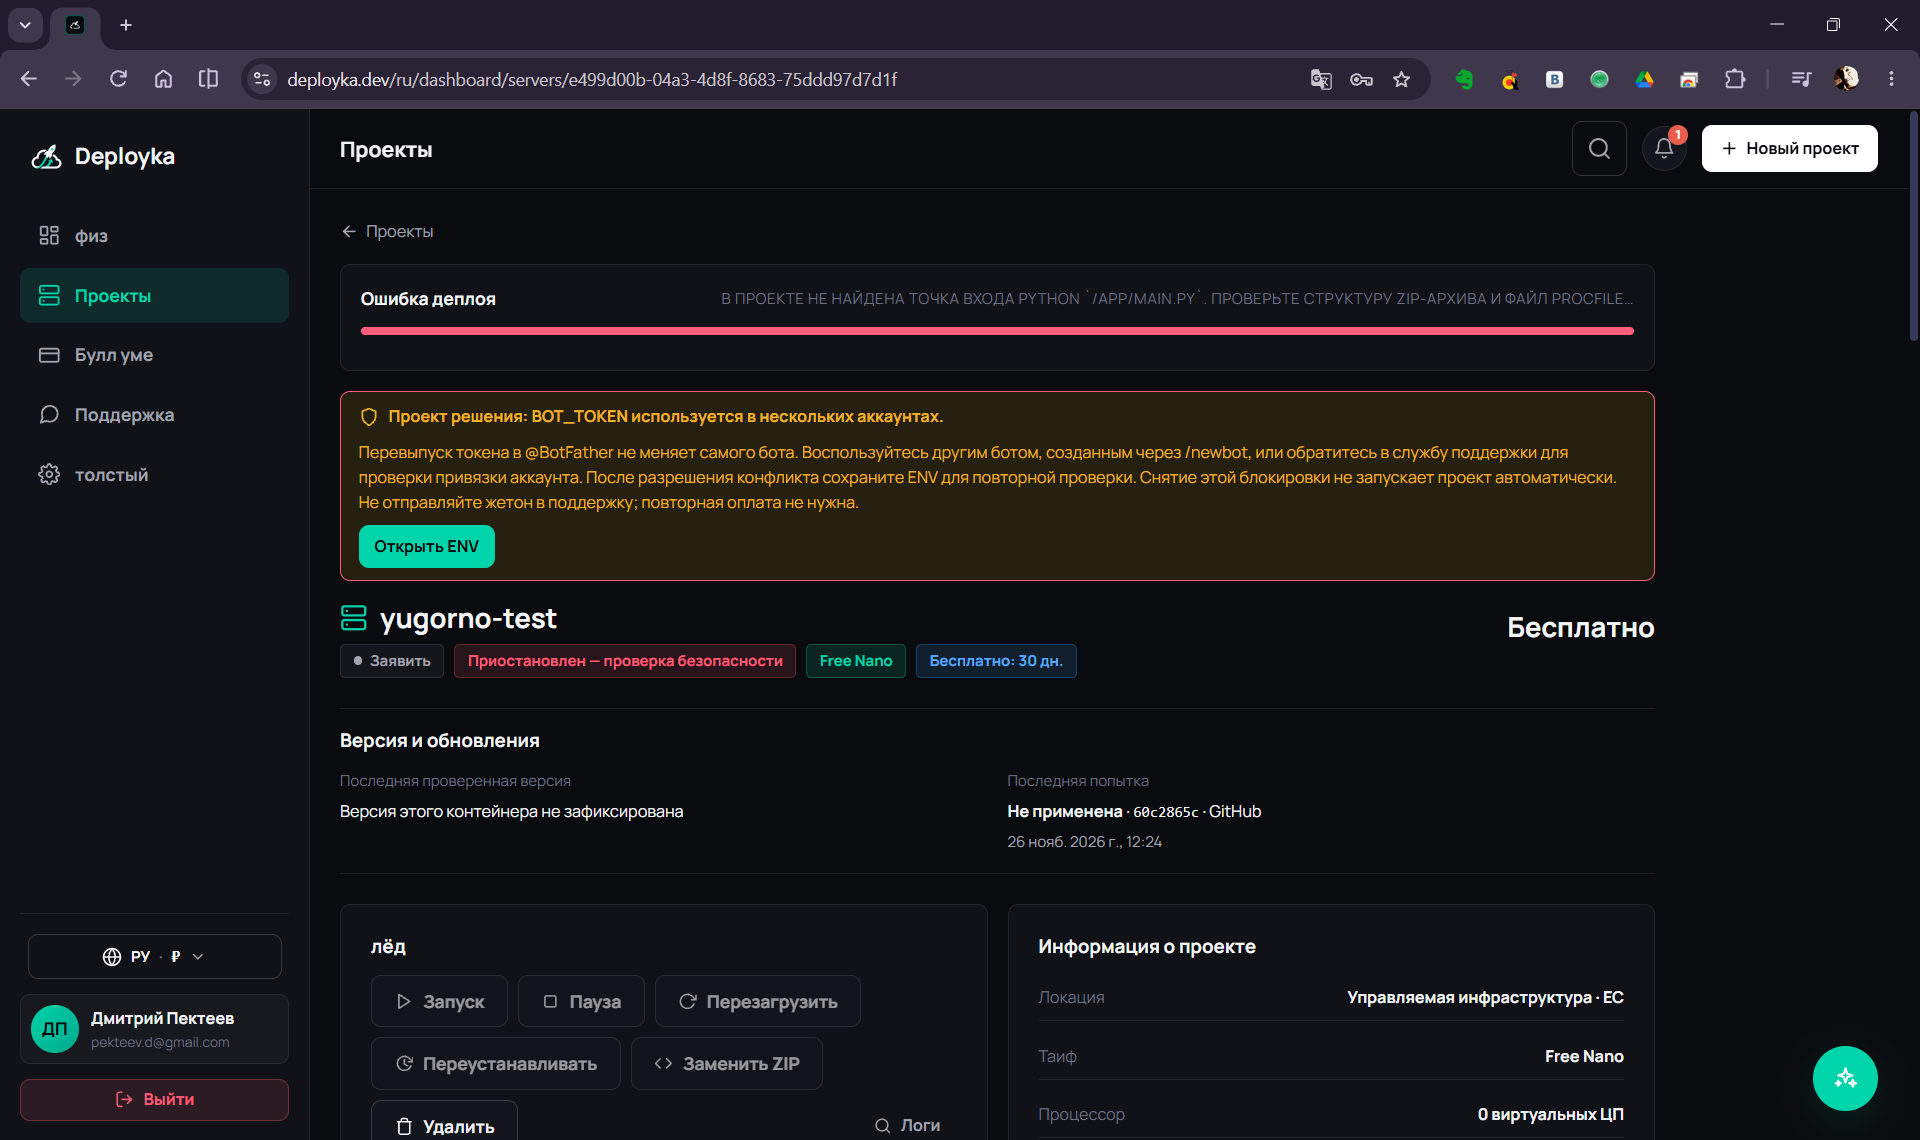 deployka.dev/ru/dashboard/servers/e499d00b-04a3-4d8f-8683-75ddd97d7d1f
Deployka
физ
Проекты
Булл уме
Поддержка
толстый
РУ · ₽
ДП
Дмитрий Пектеев
pekteev.d@gmail.com
Выйти
Проекты
1
Новый проект
Проекты
Ошибка деплоя
В ПРОЕКТЕ НЕ НАЙДЕНА ТОЧКА ВХОДА PYTHON `/APP/MAIN.PY`. ПРОВЕРЬТЕ СТРУКТУРУ ZIP-АРХИВА И ФАЙЛ PROCFILE...
Проект решения: BOT_TOKEN используется в нескольких аккаунтах.
Перевыпуск токена в @BotFather не меняет самого бота. Воспользуйтесь другим ботом, созданным через /newbot, или обратитесь в службу поддержки для
проверки привязки аккаунта. После разрешения конфликта сохраните ENV для повторной проверки. Снятие этой блокировки не запускает проект автоматически.
Не отправляйте жетон в поддержку; повторная оплата не нужна.
Открыть ENV
yugorno-test
Бесплатно
Заявить
Приостановлен — проверка безопасности
Free Nano
Бесплатно: 30 дн.
Версия и обновления
Последняя проверенная версия
Версия этого контейнера не зафиксирована
Последняя попытка
Не применена · 60c2865c · GitHub
26 нояб. 2026 г., 12:24
лёд
Запуск
Пауза
Перезагрузить
Переустанавливать
Заменить ZIP
Удалить
Логи
Информация о проекте
Локация
Управляемая инфраструктура · ЕС
Таиф
Free Nano
Процессор
0 виртуальных ЦП